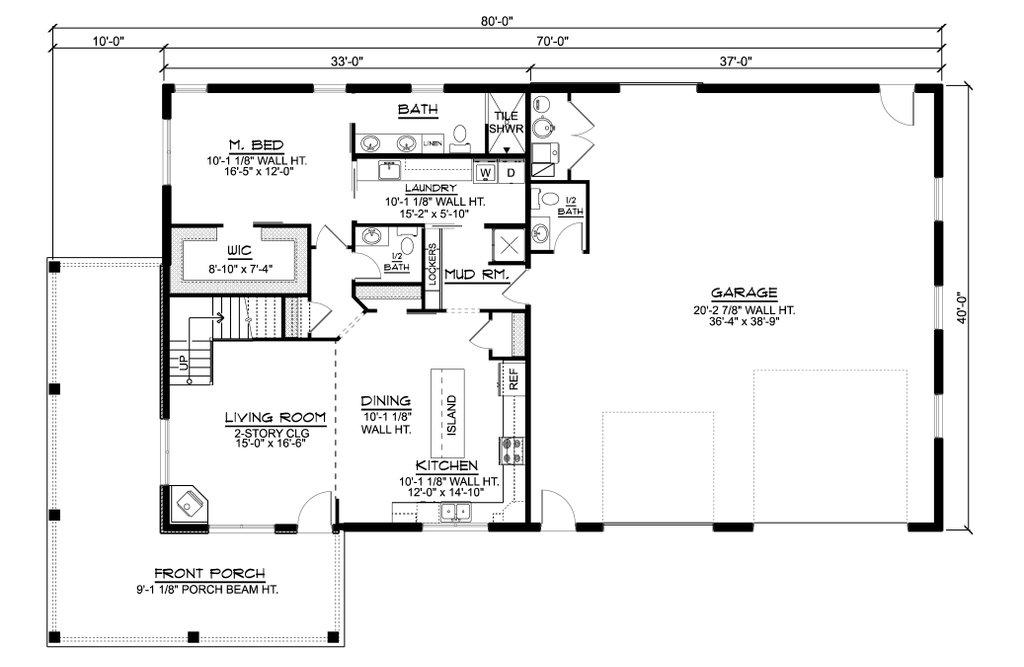 80'-0"
10'-0"
70'-0"
33'-0"
37'-0"
BATH
TILE
SHWR
LINEN
M. BED
10'-1 1/8" WALL HT.
16'-5" x 12'-0"
W
D
LAUNDRY
10'-1 1/8" WALL HT.
15'-2" x 5'-10"
1/2
BATH
WIC
8'-10" x 7'-4"
1/2
BATH
LOCKERS
MUD RM.
GARAGE
20'-2 7/8" WALL HT.
36'-4" x 38'-9"
40'-0"
UP
REF
DINING
10'-1 1/8"
WALL HT.
ISLAND
LIVING ROOM
2-STORY CLG
15'-0" x 16'-6"
KITCHEN
10'-1 1/8" WALL HT.
12'-0" x 14'-10"
FRONT PORCH
9'-1 1/8" PORCH BEAM HT.